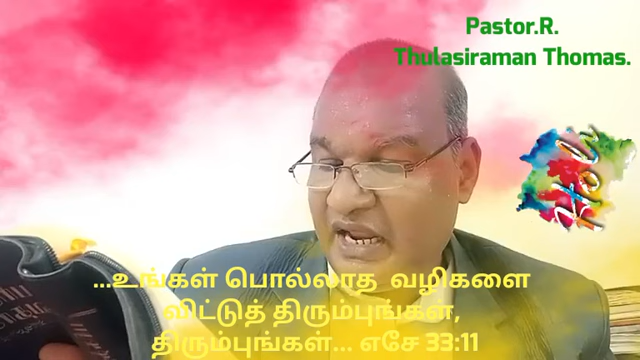 Pastor.R.
Thulasiraman Thomas.
...உங்கள் பொல்லாத வழிகளை
விட்டுத் திரும்புங்கள்,
திரும்புங்கள்... எசே 33:11